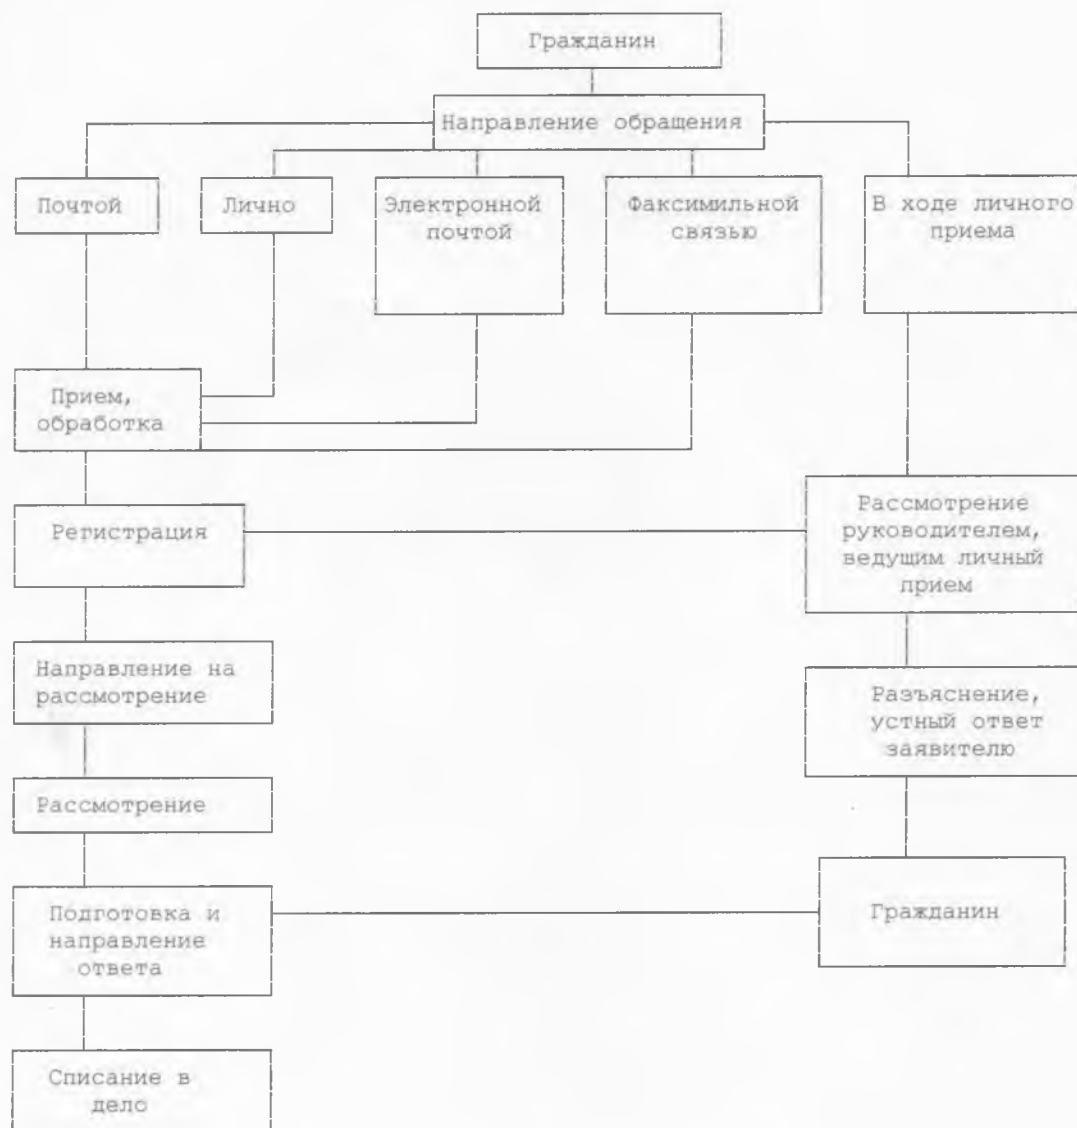 Гражданин
Направление обращения
Почтой
Лично
Электронной
почтой
Факсимильной
связью
В ходе личного
приема
Прием,
обработка
Регистрация
Рассмотрение
руководителем,
ведущим личный
прием
Направление на
рассмотрение
Разъяснение,
устный ответ
заявителю
Рассмотрение
Подготовка и
направление
ответа
Гражданин
Списание в
дело